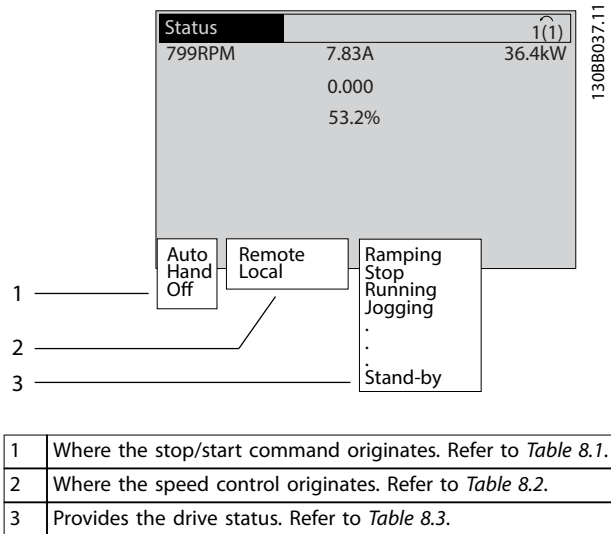 Status 1(1)
799RPM 7.83A 36.4kW
0.000
53.2%
130BB037.11
Auto
Hand
Off
Remote
Local
Ramping
Stop
Running
Jogging
.
.
.
Stand-by
1
2
3
1 Where the stop/start command originates. Refer to Table 8.1.
2 Where the speed control originates. Refer to Table 8.2.
3 Provides the drive status. Refer to Table 8.3.